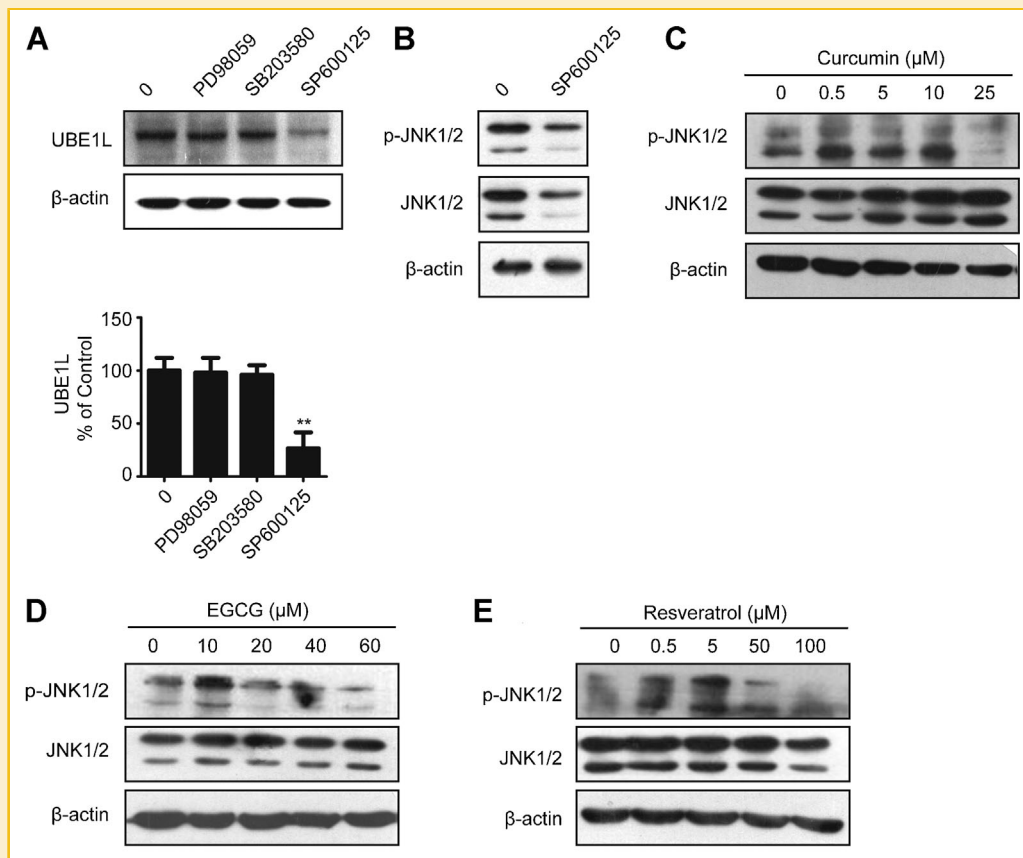 A
0 PD98059 SB203580 SP600125
UBE1L
β-actin
150
100
50
0
UBE1L
% of Control
**
0 PD98059 SB203580 SP600125
B
0 SP600125
p-JNK1/2
JNK1/2
β-actin
C
Curcumin (µM)
0 0.5 5 10 25
p-JNK1/2
JNK1/2
β-actin
D
EGCG (µM)
0 10 20 40 60
p-JNK1/2
JNK1/2
β-actin
E
Resveratrol (µM)
0 0.5 5 50 100
p-JNK1/2
JNK1/2
β-actin